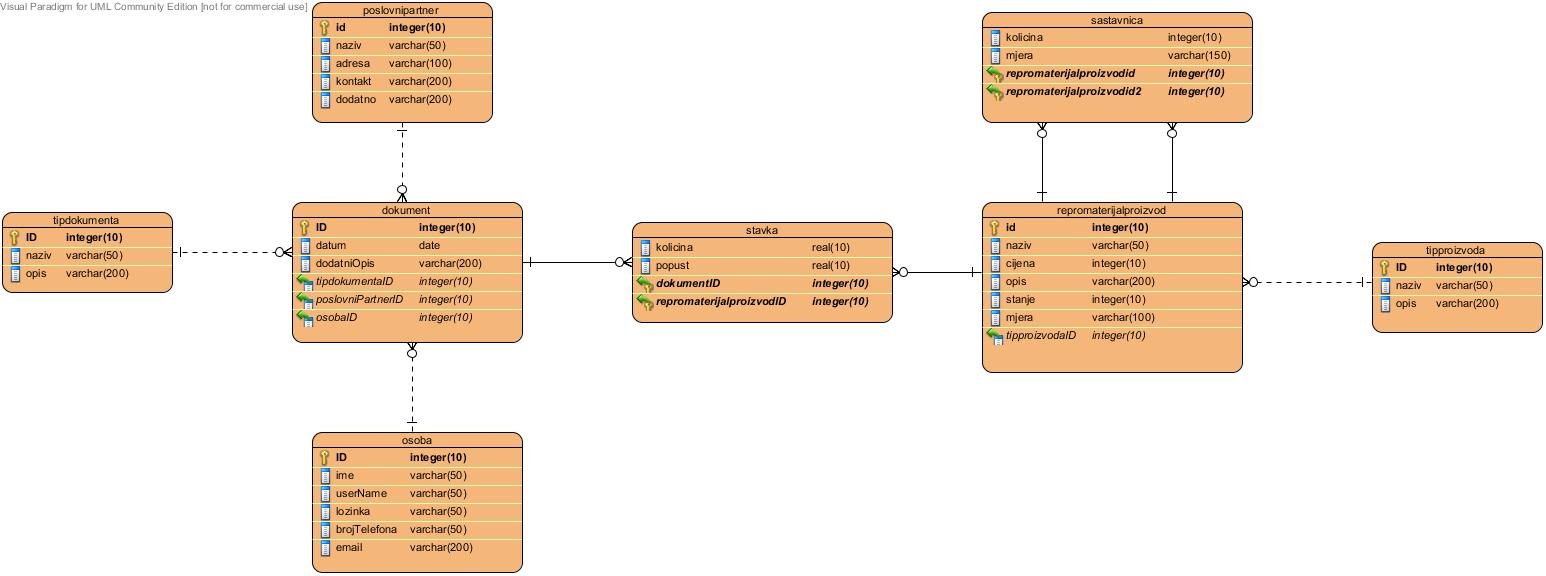 Visual Paradigm for UML Community Edition [not for commercial use]
poslovnipartner
id integer(10)
naziv varchar(50)
adresa varchar(100)
kontakt varchar(200)
dodatno varchar(200)
sastavnica
kolicina integer(10)
mjera varchar(150)
repromaterijalproizvodid integer(10)
repromaterijalproizvodid2 integer(10)
tipdokumenta
ID integer(10)
naziv varchar(50)
opis varchar(200)
dokument
ID integer(10)
datum date
dodatniOpis varchar(200)
tipdokumentaID integer(10)
poslovniPartnerID integer(10)
osobaID integer(10)
stavka
kolicina real(10)
popust real(10)
dokumentID integer(10)
repromaterijalproizvodID integer(10)
repromaterijalproizvod
id integer(10)
naziv varchar(50)
cijena integer(10)
opis varchar(200)
stanje integer(10)
mjera varchar(100)
tipproizvodaID integer(10)
tipproizvoda
ID integer(10)
naziv varchar(50)
opis varchar(200)
osoba
ID integer(10)
ime varchar(50)
userName varchar(50)
lozinka varchar(50)
brojTelefona varchar(50)
email varchar(200)